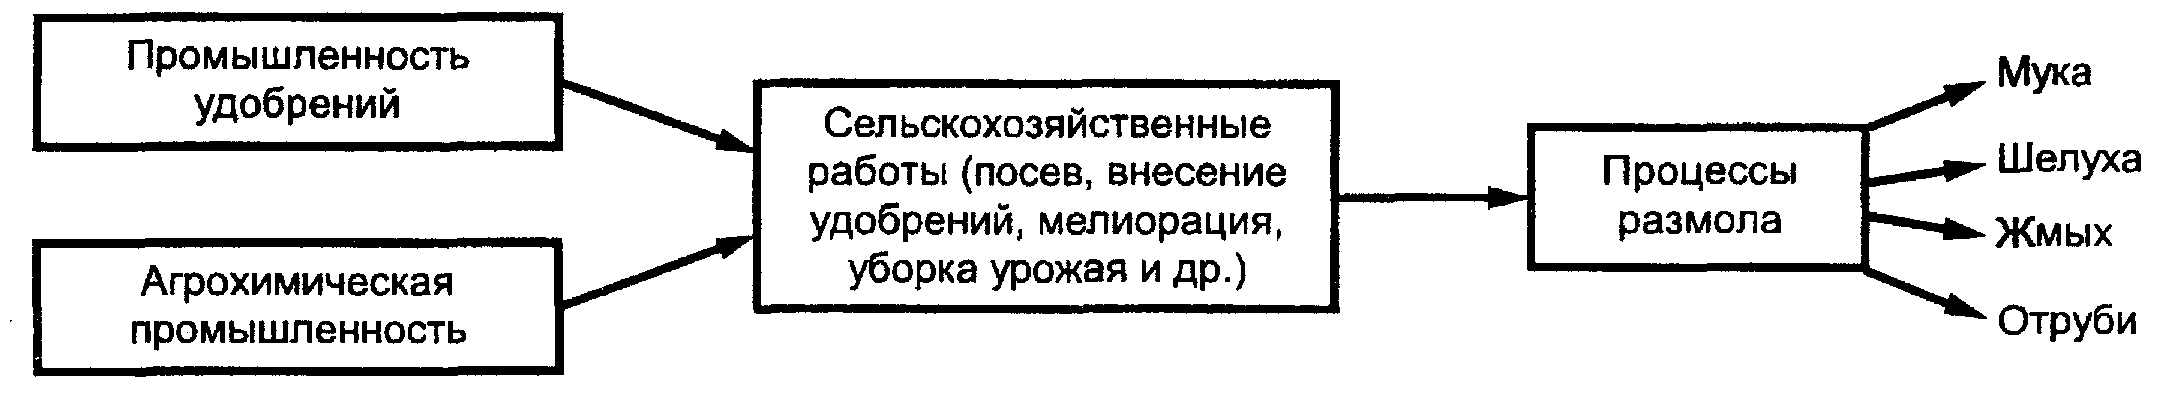 Промышленность
удобрений
Агрохимическая
промышленность
Сельскохозяйственные
работы (посев, внесение
удобрений, мелиорация,
уборка урожая и др.)
Процессы
размола
Мука
Шелуха
Жмых
Отруби